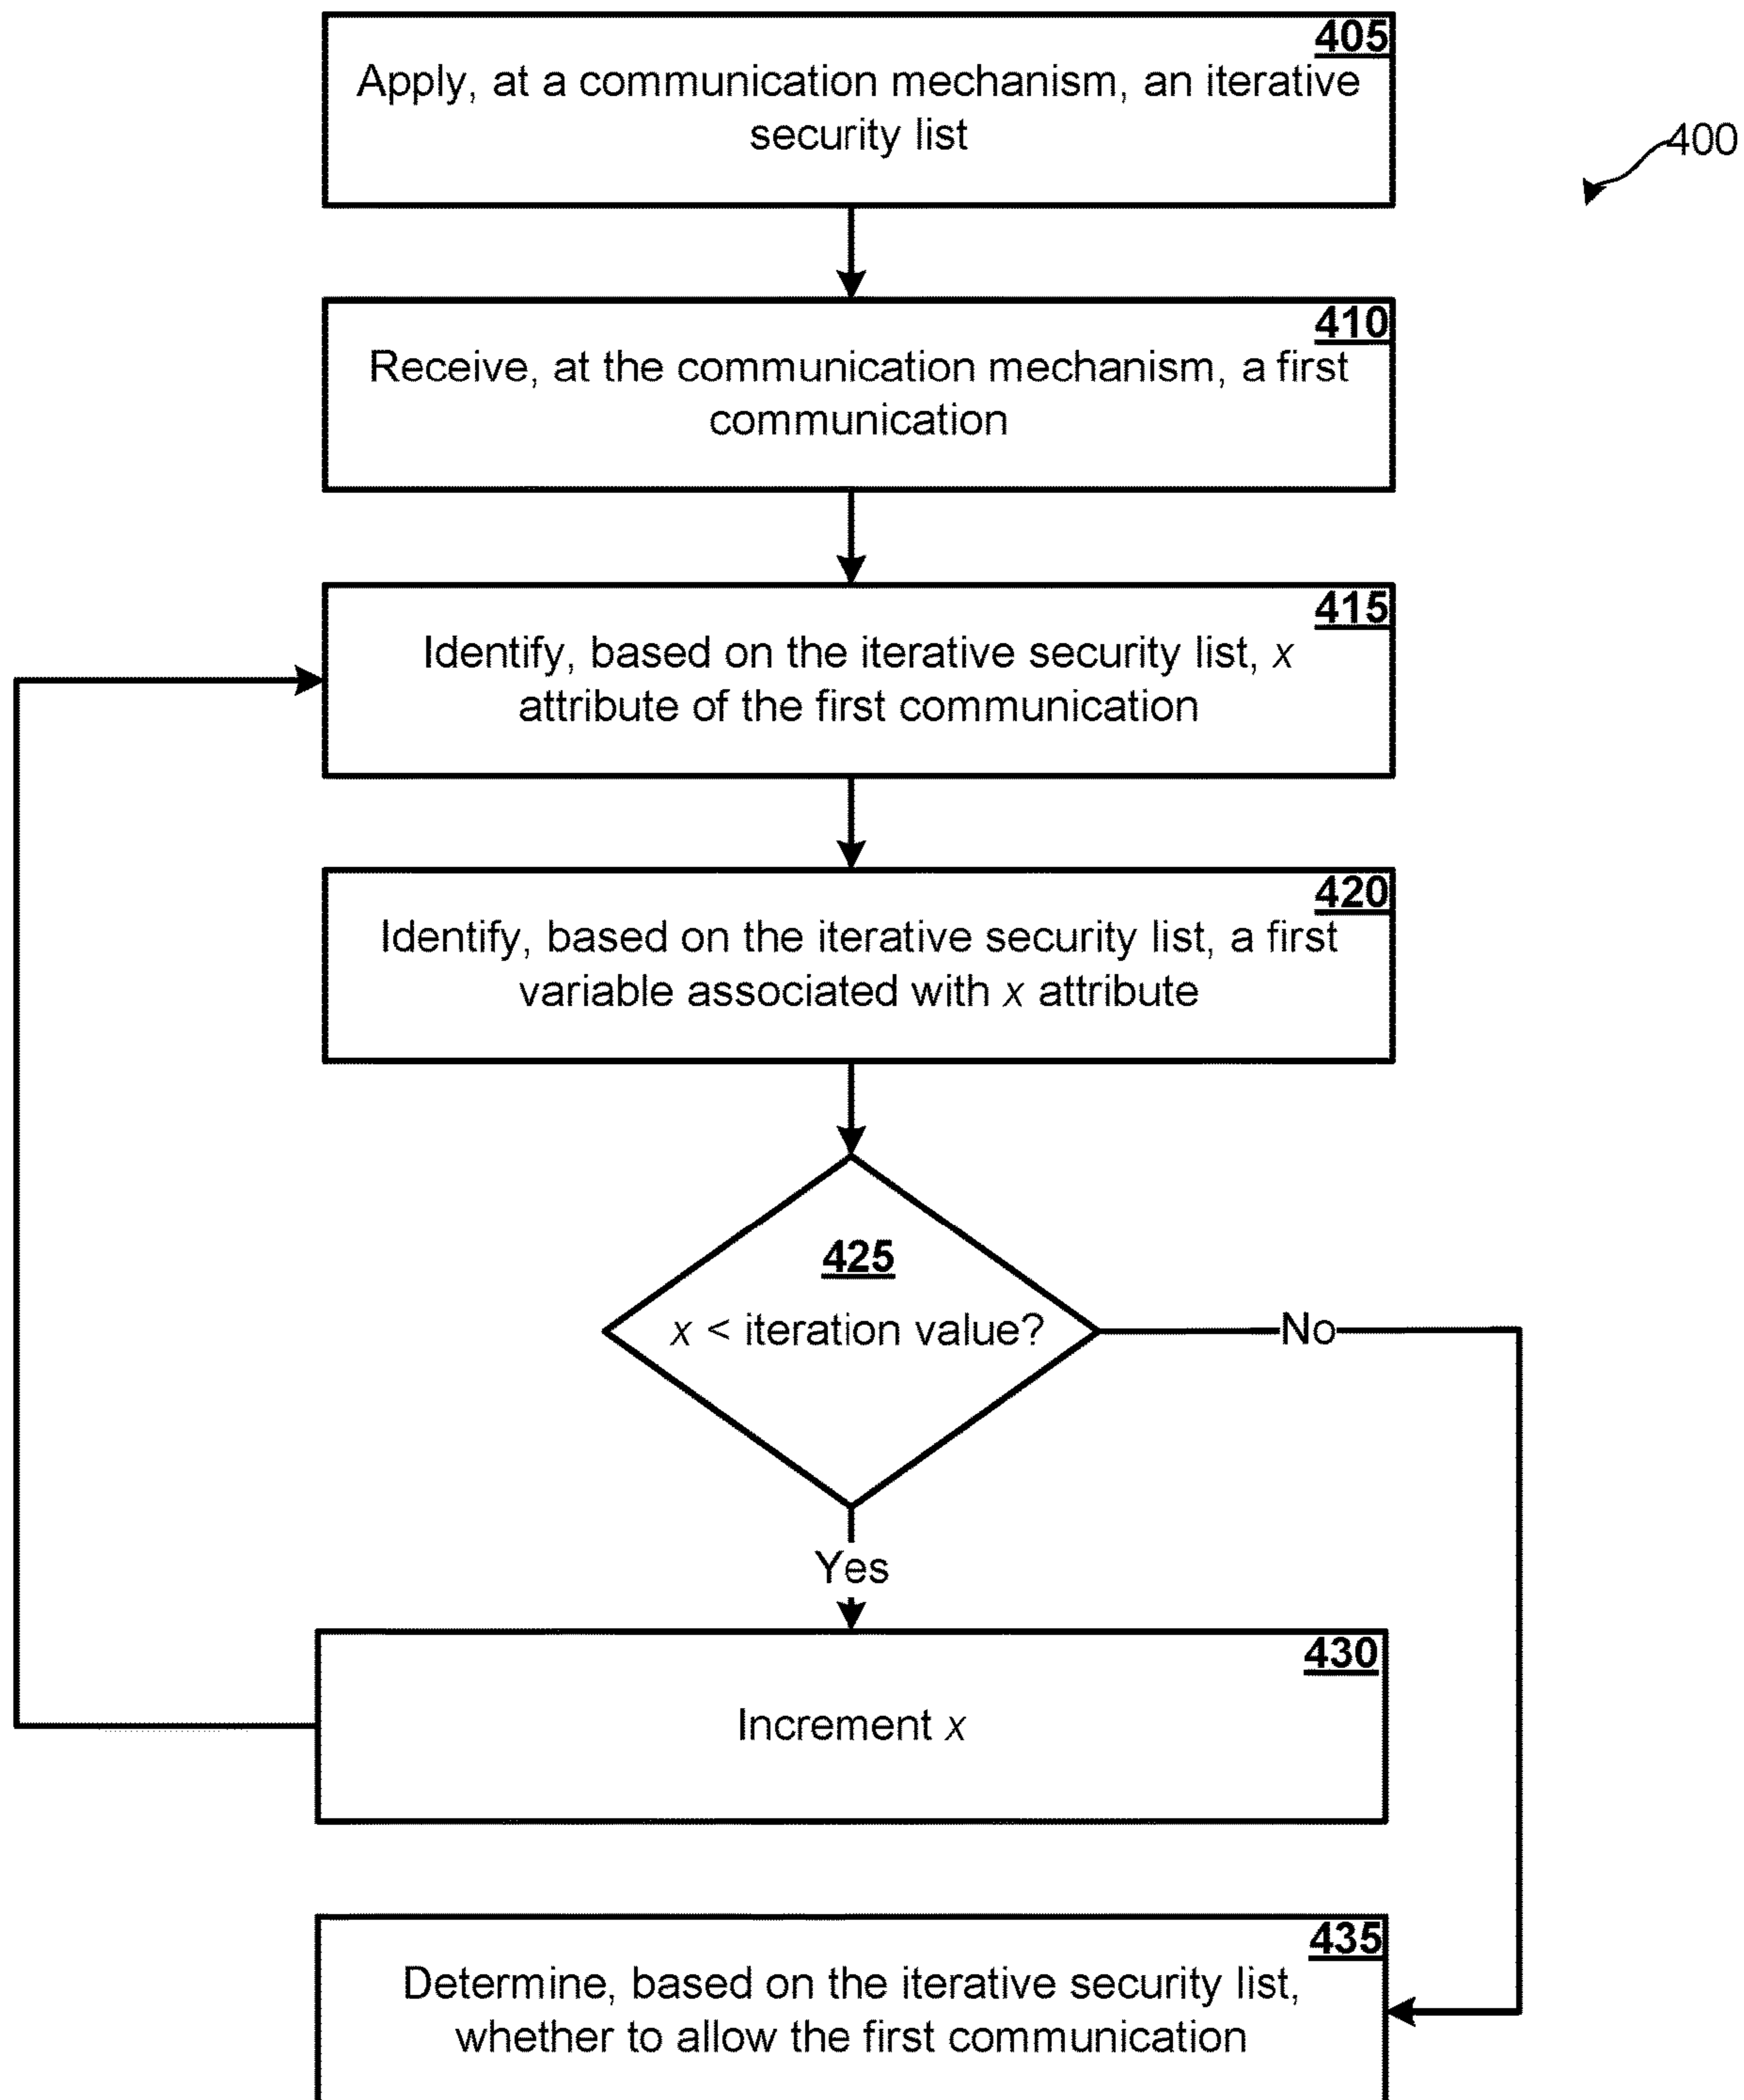 405
Apply, at a communication mechanism, an iterative
security list
400
410
Receive, at the communication mechanism, a first
communication
415
Identify, based on the iterative security list, x
attribute of the first communication
420
Identify, based on the iterative security list, a first
variable associated with x attribute
425
x < iteration value?
No
Yes
430
Increment x
435
Determine, based on the iterative security list,
whether to allow the first communication